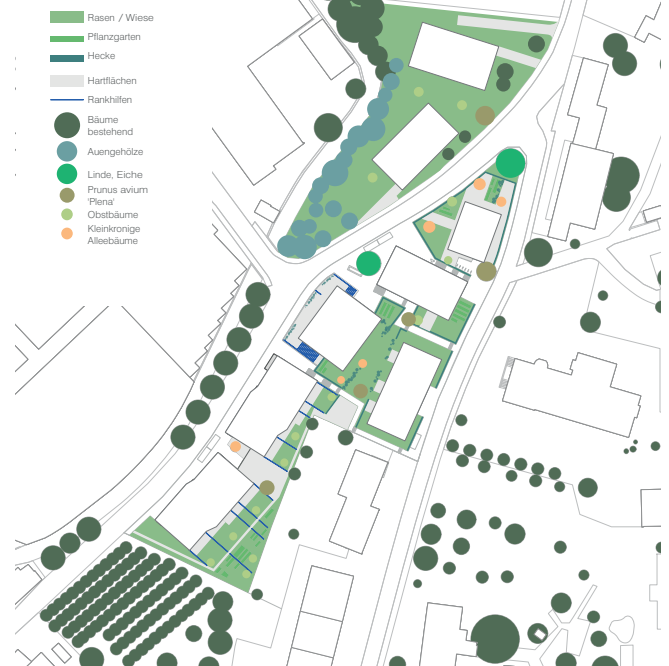 Rasen / Wiese
Pflanzgarten
Hecke
Hartflächen
Rankhilfen
Bäume
bestehend
Auengehölze
Linde, Eiche
Prunus avium
'Plena'
Obstbäume
Kleinkronige
Alleebäume